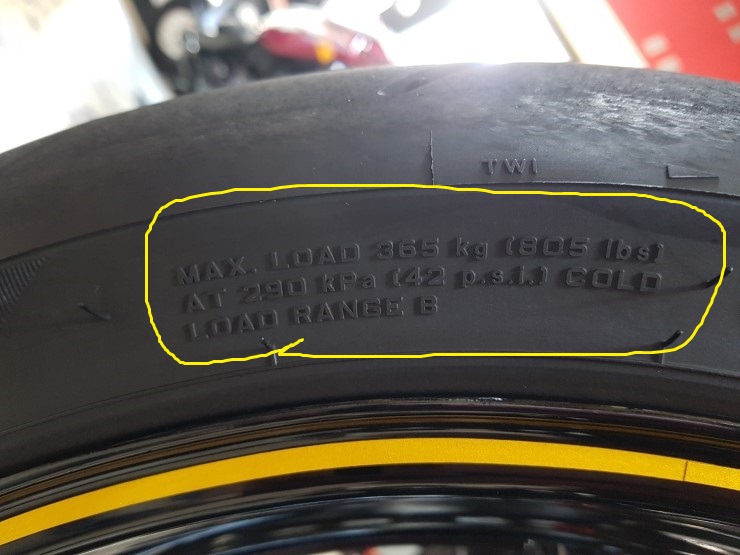 TWI
MAX. LOAD 365 kg (805 lbs)
AT 290 kPa (42 p.s.i.) COLD
LOAD RANGE B